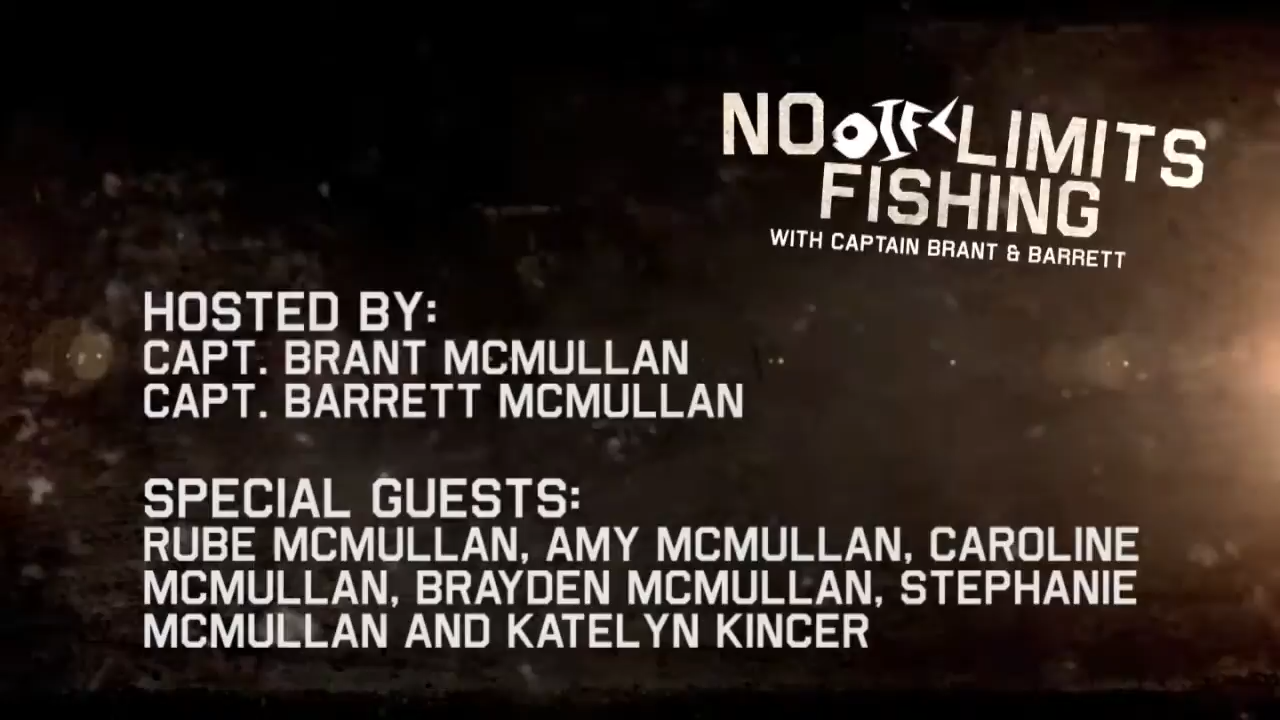 NO OIFC LIMITS
FISHING
WITH CAPTAIN BRANT & BARRETT
HOSTED BY:
CAPT. BRANT MCMULLAN
CAPT. BARRETT MCMULLAN
SPECIAL GUESTS:
RUBE MCMULLAN, AMY MCMULLAN, CAROLINE
MCMULLAN, BRAYDEN MCMULLAN, STEPHANIE
MCMULLAN AND KATELYN KINCER